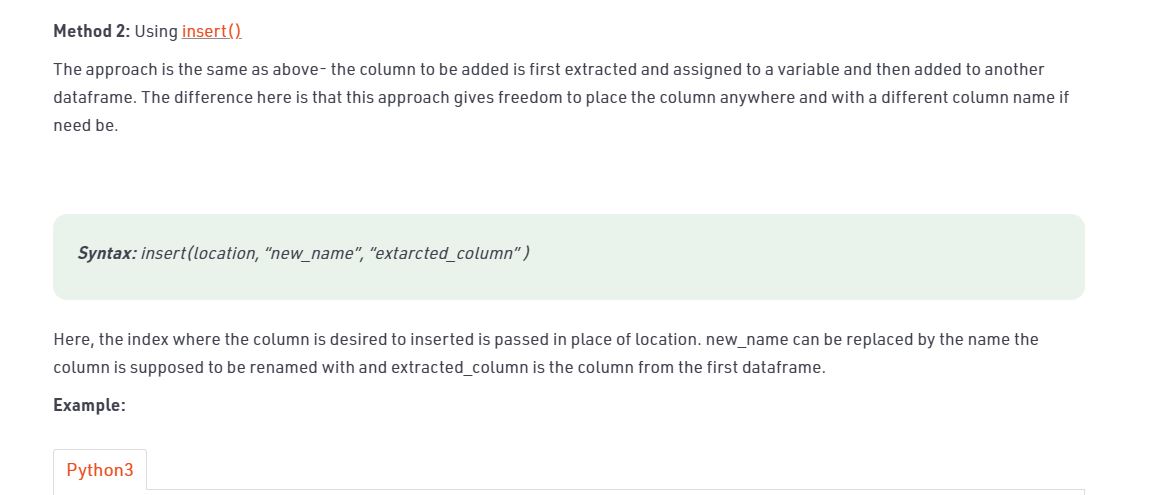 Method 2: Using insert()
The approach is the same as above- the column to be added is first extracted and assigned to a variable and then added to another
dataframe. The difference here is that this approach gives freedom to place the column anywhere and with a different column name if
need be.
Syntax: insert(location, “new_name”, “extarcted_column” )
Here, the index where the column is desired to inserted is passed in place of location. new_name can be replaced by the name the
column is supposed to be renamed with and extracted_column is the column from the first dataframe.
Example:
Python3